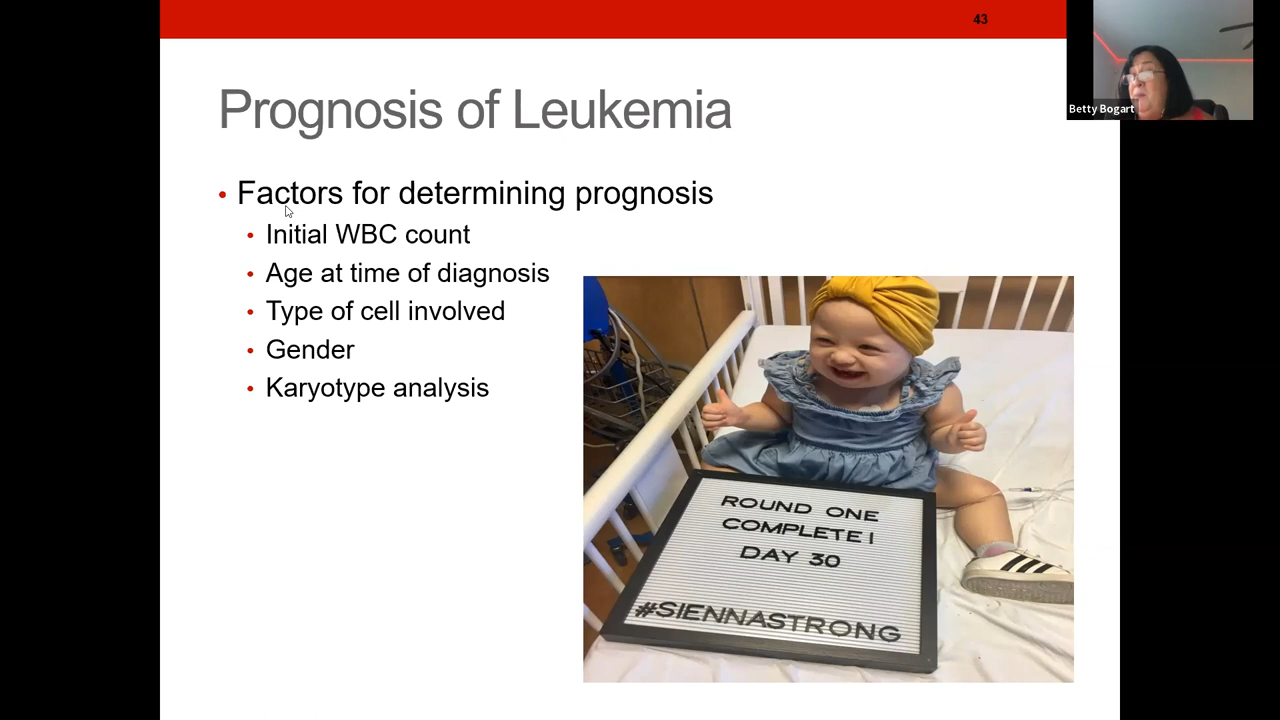 43
Betty Bogart
Prognosis of Leukemia
Factors for determining prognosis
Initial WBC count
Age at time of diagnosis
Type of cell involved
Gender
Karyotype analysis
ROUND ONE
COMPLETE!
DAY 30
#SIENNASTRONG